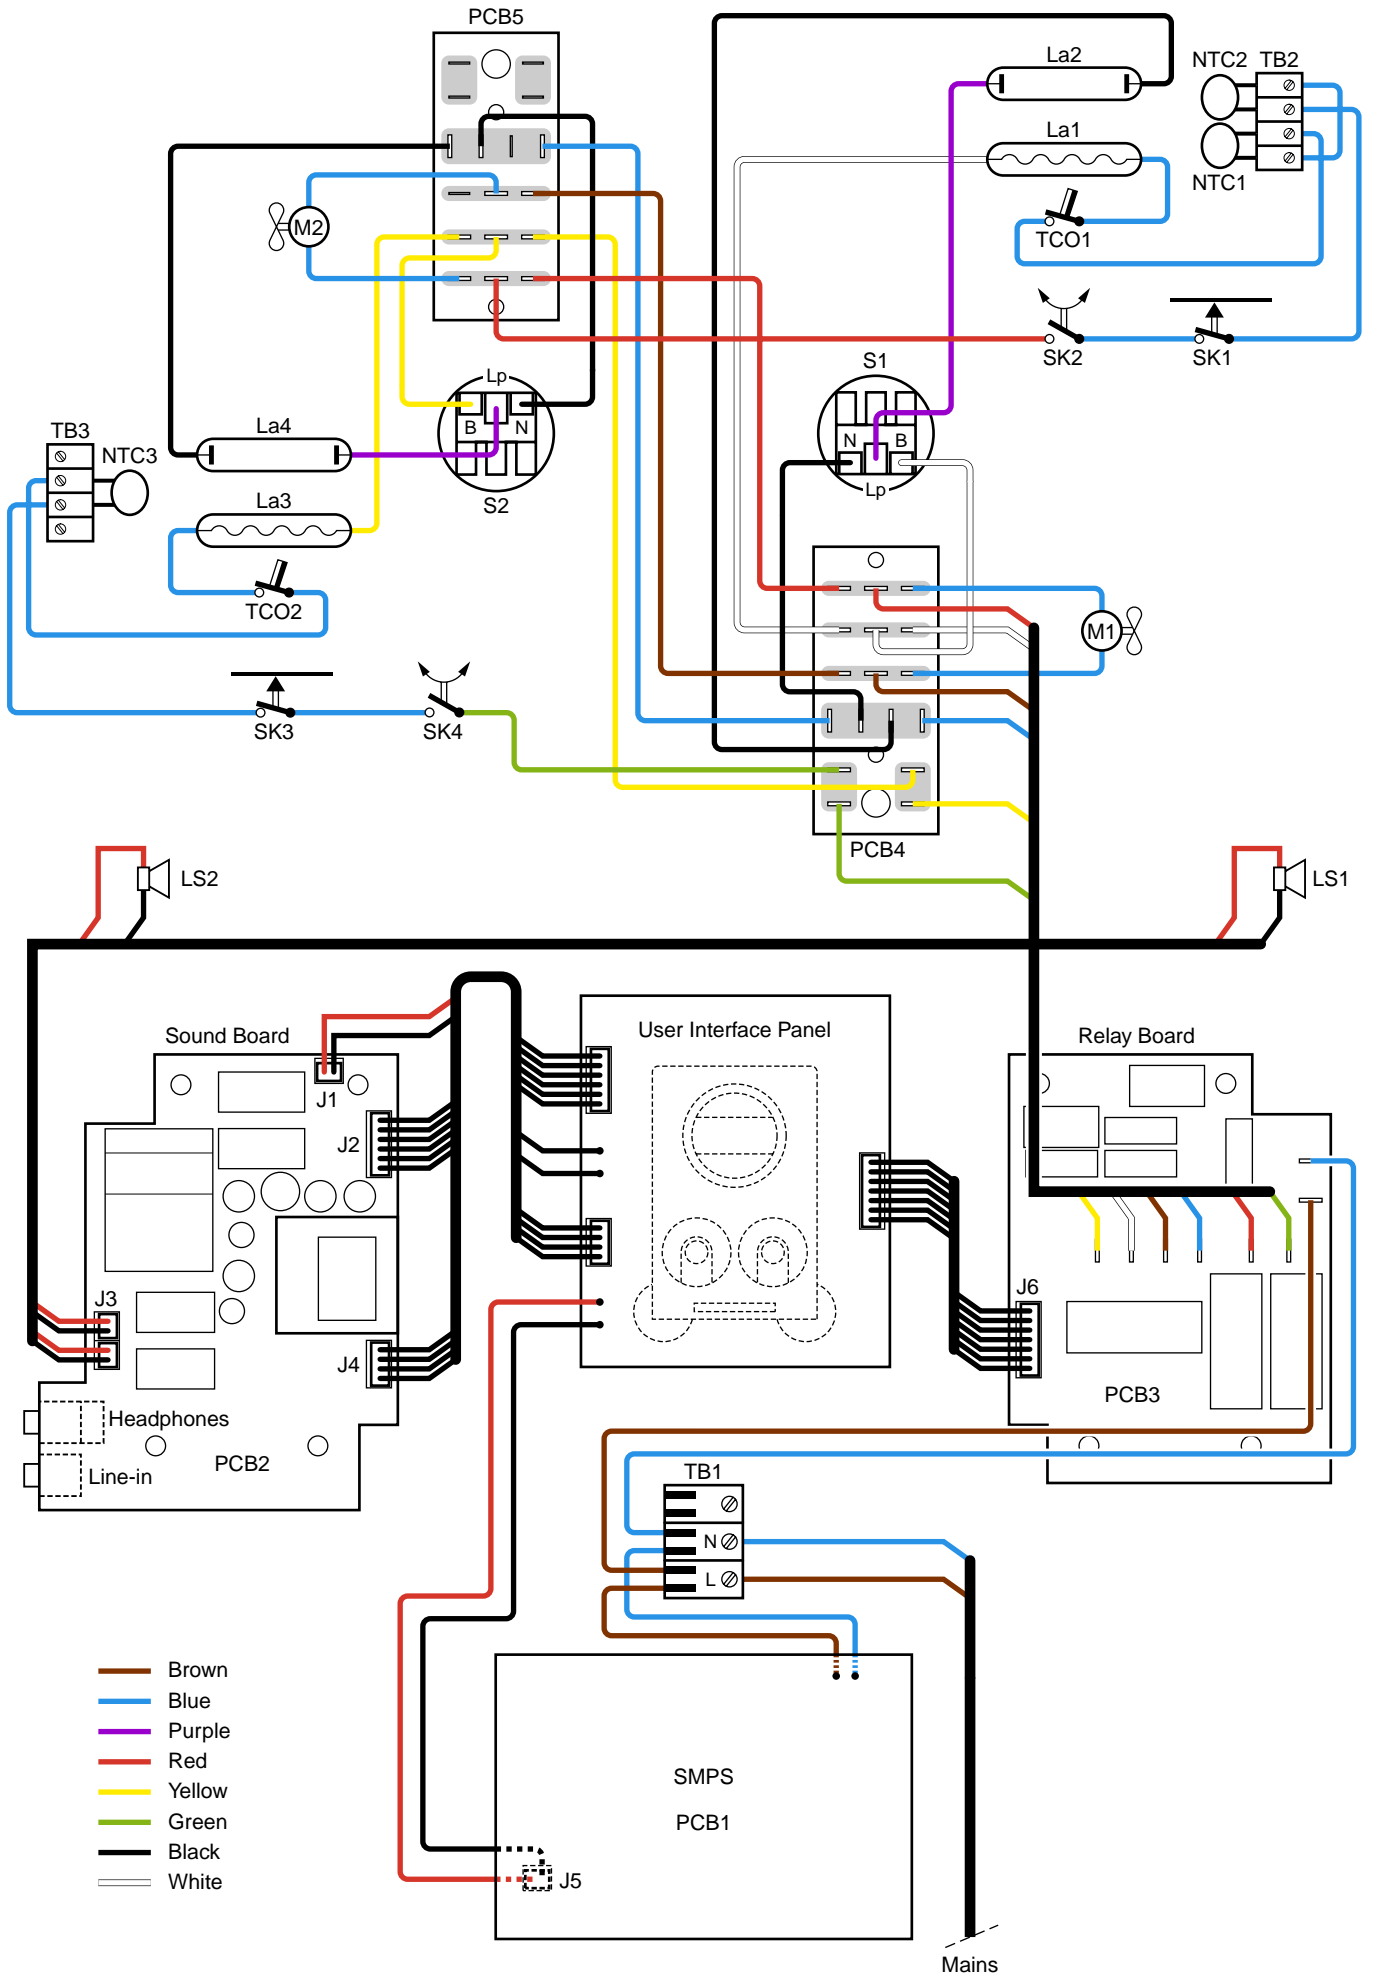 PCB5
La2
NTC2 TB2
La1
NTC1
M2
TCO1
SK2
SK1
S1
Lp
B
N
S2
N
B
Lp
La4
TB3
NTC3
La3
TCO2
M1
SK3
SK4
PCB4
LS2
LS1
Sound Board
User Interface Panel
Relay Board
J1
J2
J3
J4
J6
PCB3
Headphones
Line-in
PCB2
TB1
N
L
Brown
Blue
Purple
Red
Yellow
Green
Black
White
SMPS
PCB1
J5
Mains